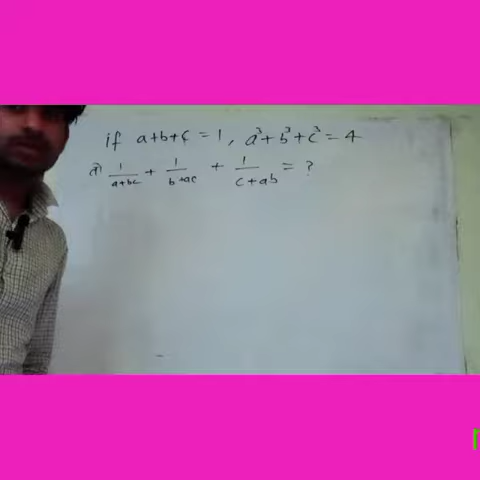 if a+b+c = 1, a³+b³+c³ = 4
1/a+bc + 1/b+ac + 1/c+ab = ?